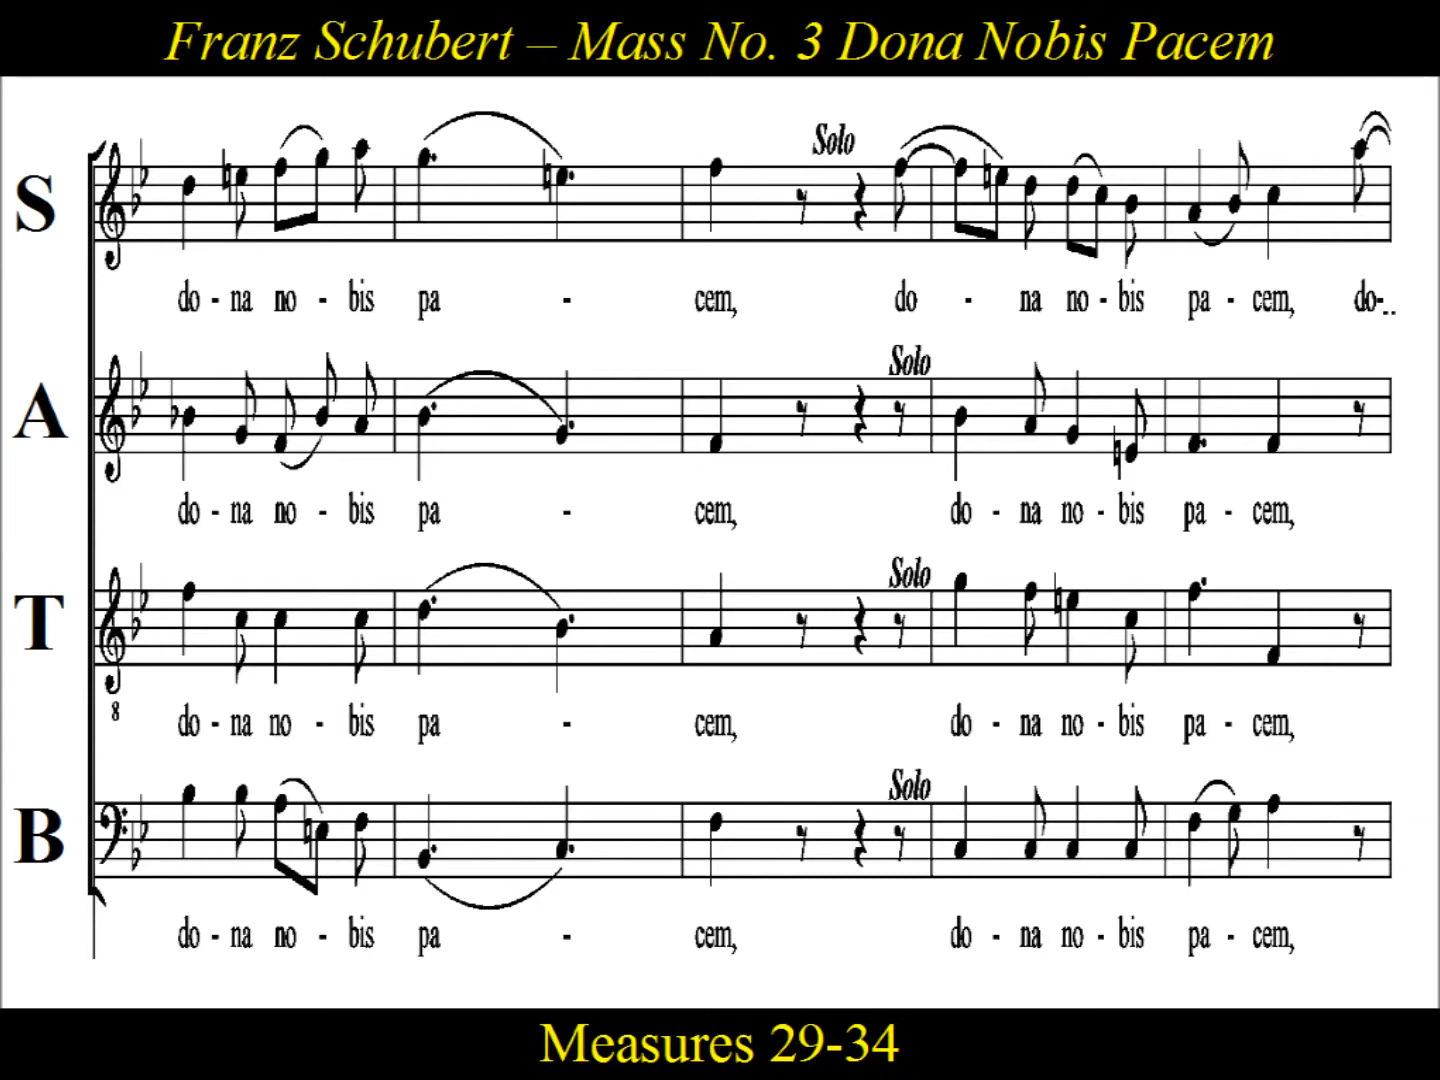 Franz Schubert – Mass No. 3 Dona Nobis Pacem
Solo
S
do - na no - bis pa - cem, do - na no - bis pa - cem, do-..
Solo
A
do - na no - bis pa - cem, do - na no - bis pa - cem,
Solo
T
8
do - na no - bis pa - cem, do - na no - bis pa - cem,
Solo
B
do - na no - bis pa - cem, do - na no - bis pa - cem,
Measures 29-34